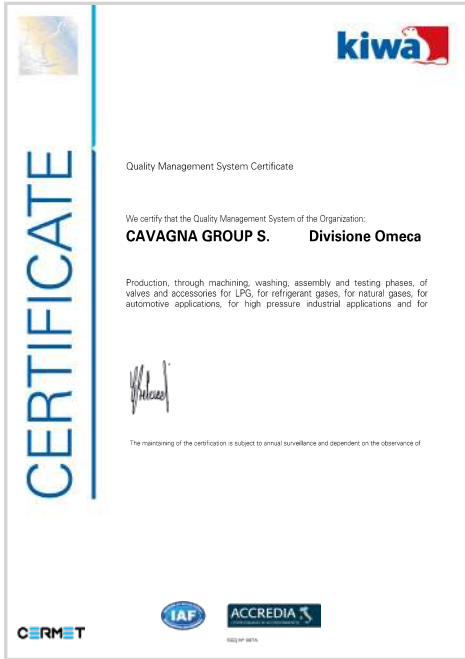 kiwa
CERTIFICATE
Quality Management System Certificate
We certify that the Quality Management System of the Organization:
CAVAGNA GROUP S. Divisione Omeca
Production, through machining, washing, assembly and testing phases, of
valves and accessories for LPG, for refrigerant gases, for natural gases, for
automotive applications, for high pressure industrial applications and for
The maintaining of the certification is subject to annual surveillance and dependent on the observance of
CERMET
IAF
ACCREDIA